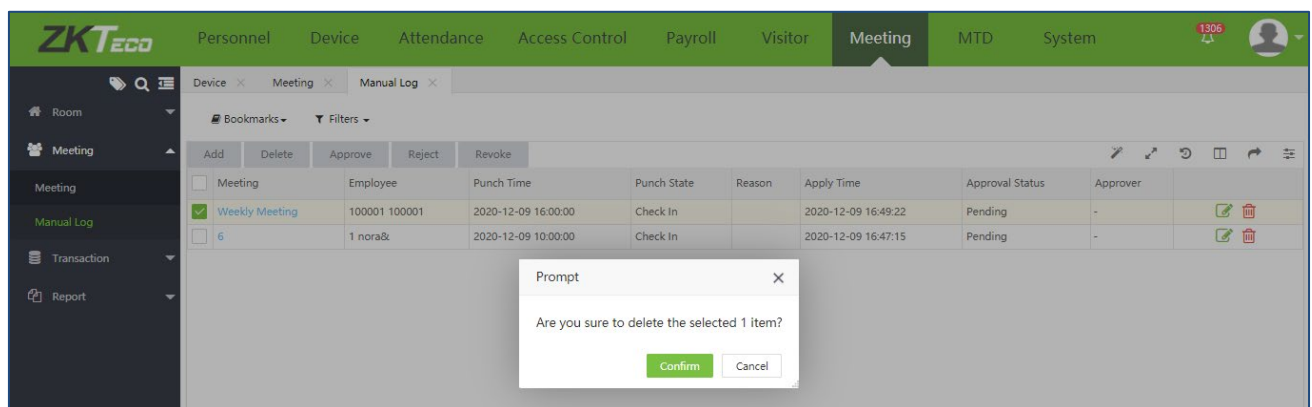 ZKTeco Personnel Device Attendance Access Control Payroll Visitor Meeting MTD System 1306
Device Meeting Manual Log
Room
Bookmarks Filters
Meeting
Add Delete Approve Reject Revoke
Meeting Employee Punch Time Punch State Reason Apply Time Approval Status Approver
Meeting
Weekly Meeting 100001 100001 2020-12-09 16:00:00 Check In 2020-12-09 16:49:22 Pending -
Manual Log
6 1 nora& 2020-12-09 10:00:00 Check In 2020-12-09 16:47:15 Pending -
Transaction
Report
Prompt
Are you sure to delete the selected 1 item?
Confirm Cancel